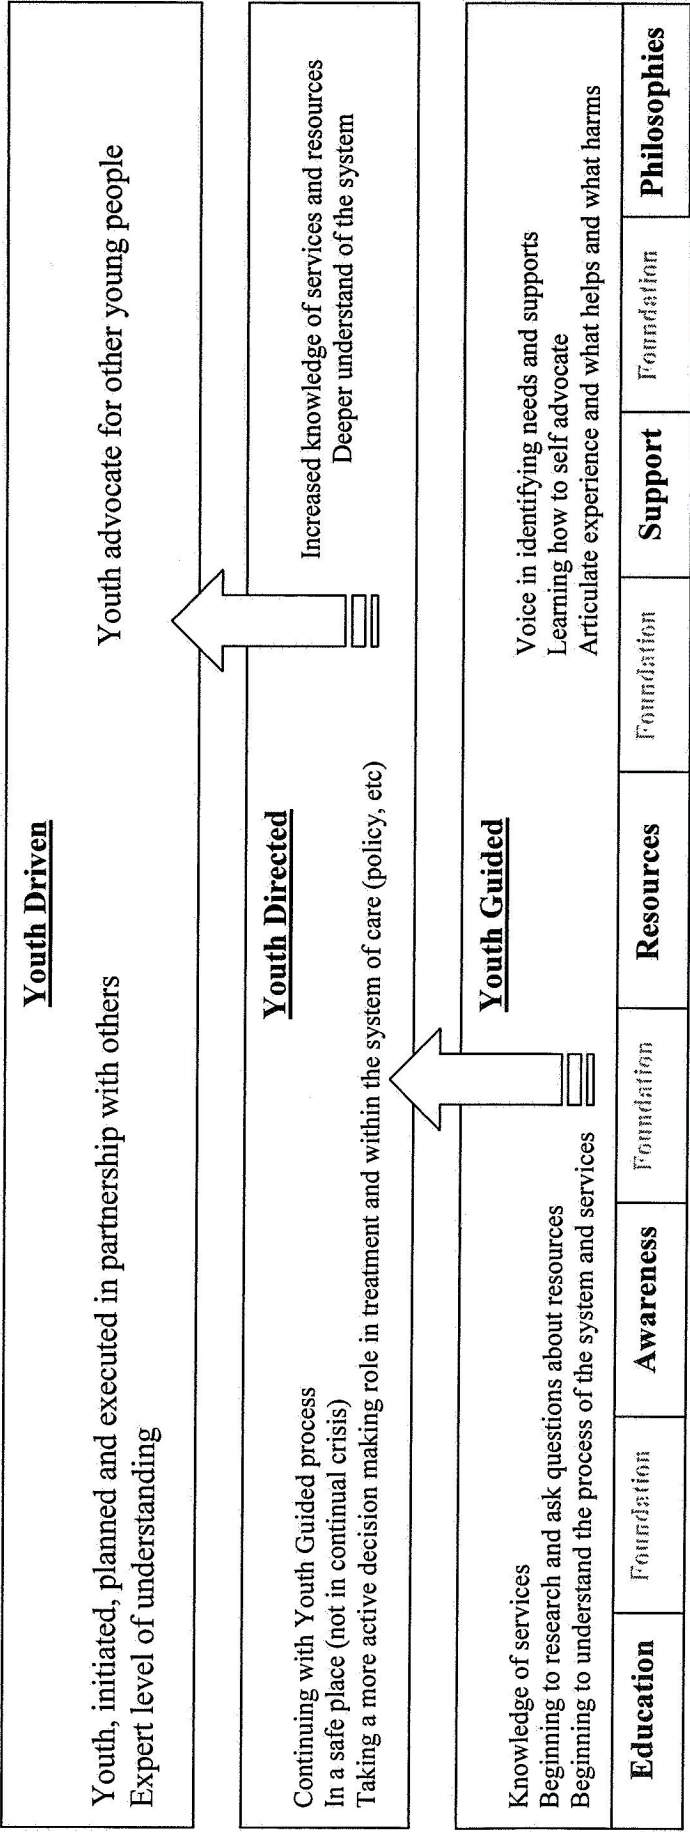 Youth Driven
Youth, initiated, planned and executed in partnership with others
Expert level of understanding
Youth advocate for other young people
Youth Directed
Continuing with Youth Guided process
In a safe place (not in continual crisis)
Taking a more active decision making role in treatment and within the system of care (policy, etc)
Increased knowledge of services and resources
Deeper understand of the system
Youth Guided
Knowledge of services
Beginning to research and ask questions about resources
Beginning to understand the process of the system and services
Voice in identifying needs and supports
Learning how to self advocate
Articulate experience and what helps and what harms
Education
Foundation
Awareness
Foundation
Resources
Foundation
Support
Foundation
Philosophies